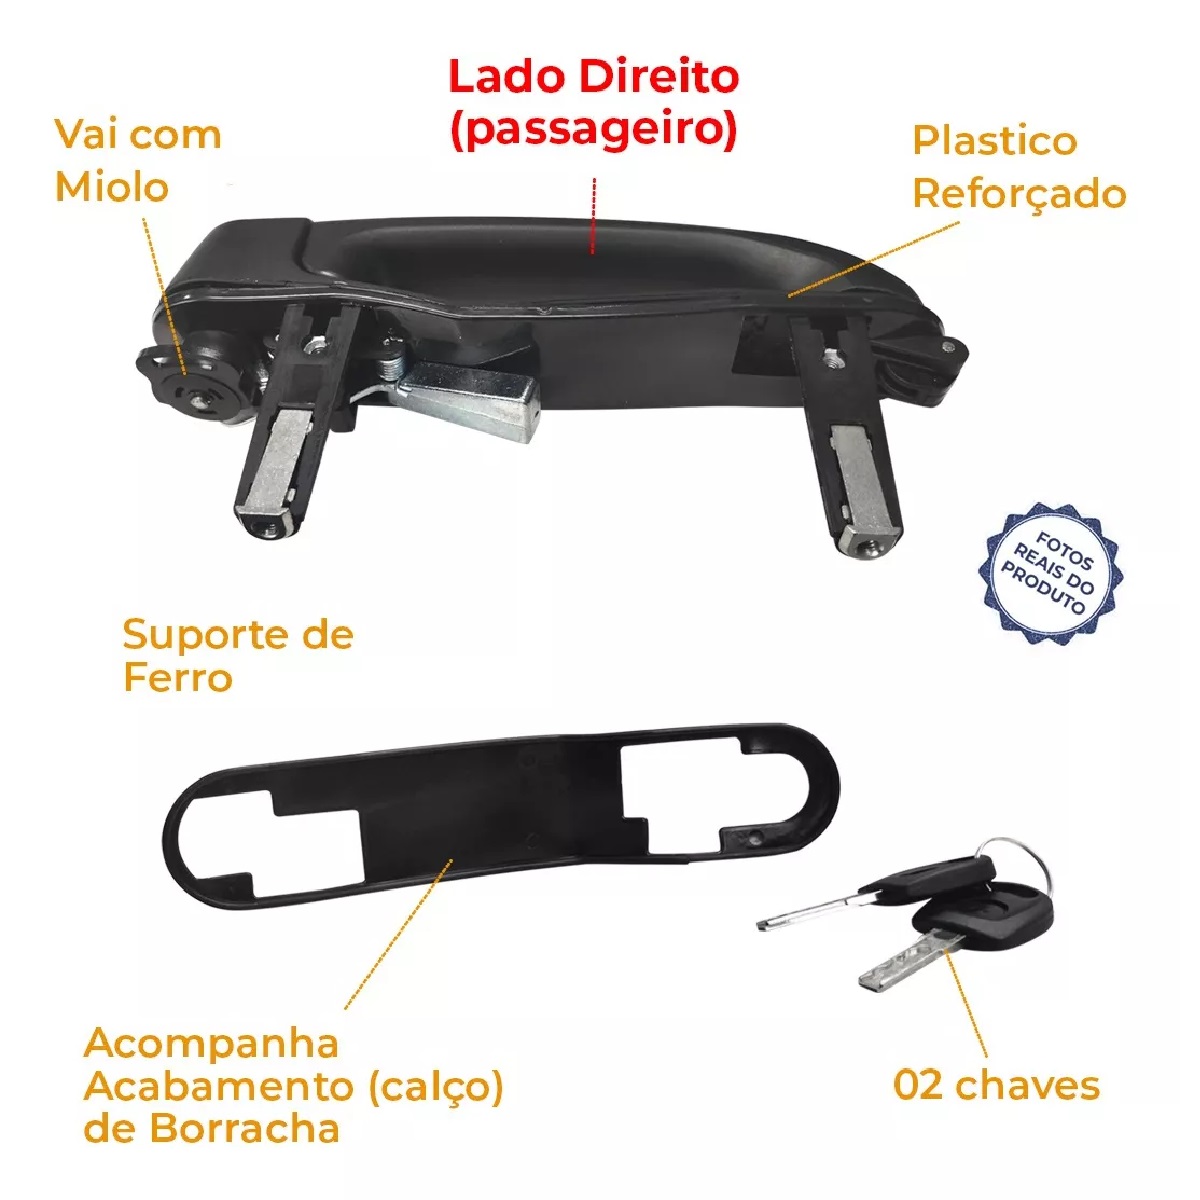 Lado Direito
(passageiro)
Vai com
Miolo
Plastico
Reforçado
FOTOS
REAIS DO
PRODUTO
Suporte de
Ferro
Acompanha
Acabamento (calço)
de Borracha
02 chaves